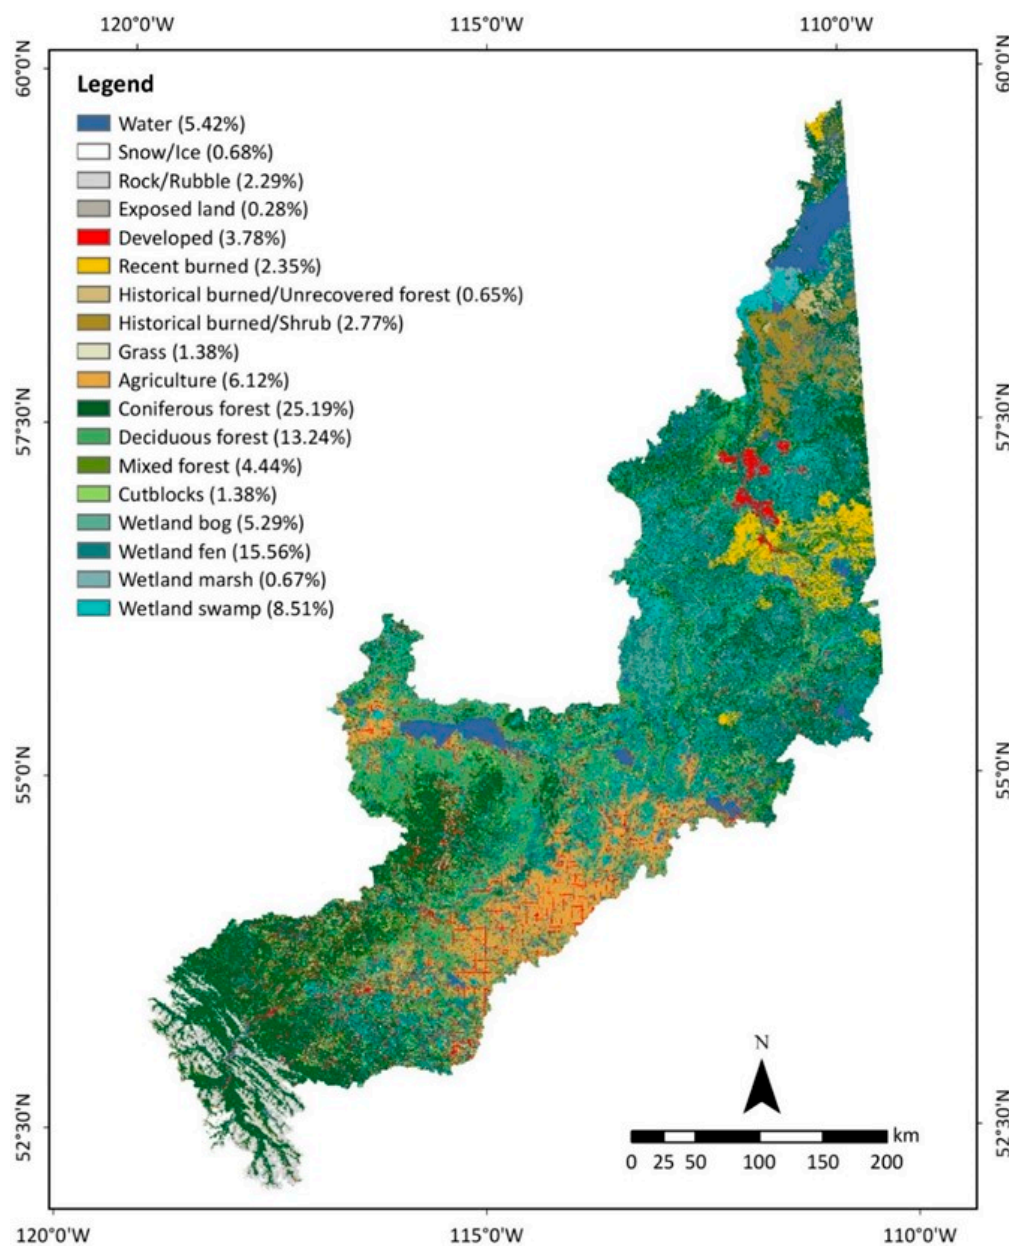 120°0'W 115°0'W 110°0'W
60°0'N
60°0'N
Legend
Water (5.42%)
Snow/Ice (0.68%)
Rock/Rubble (2.29%)
Exposed land (0.28%)
Developed (3.78%)
Recent burned (2.35%)
Historical burned/Unrecovered forest (0.65%)
Historical burned/Shrub (2.77%)
Grass (1.38%)
Agriculture (6.12%)
Coniferous forest (25.19%)
Deciduous forest (13.24%)
Mixed forest (4.44%)
Cutblocks (1.38%)
Wetland bog (5.29%)
Wetland fen (15.56%)
Wetland marsh (0.67%)
Wetland swamp (8.51%)
57°30'N
57°30'N
55°0'N
55°0'N
N
km
0 25 50 100 150 200
52°30'N
52°30'N
120°0'W 115°0'W 110°0'W